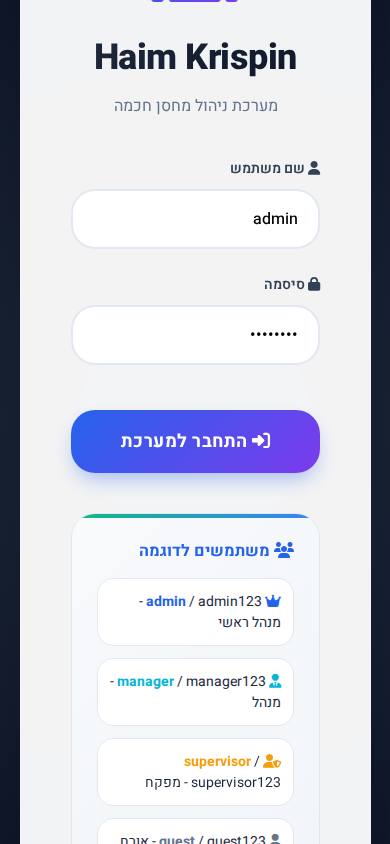 Haim Krispin
מערכת ניהול מחסן חכמה
שם משתמש
admin
סיסמה
••••••••
התחבר למערכת
משתמשים לדוגמה
admin / admin123 -
מנהל ראשי
manager / manager123 -
מנהל
supervisor /
supervisor123 - מפקח
guest / guest123 - אורח